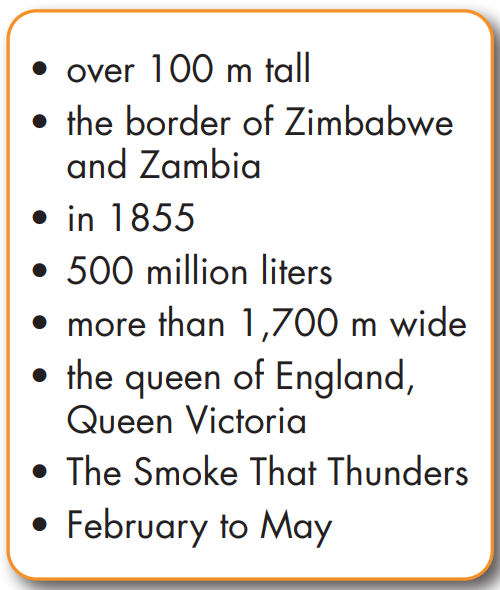 • over 100 m tall
• the border of Zimbabwe
and Zambia
• in 1855
• 500 million liters
• more than 1,700 m wide
• the queen of England,
Queen Victoria
• The Smoke That Thunders
• February to May